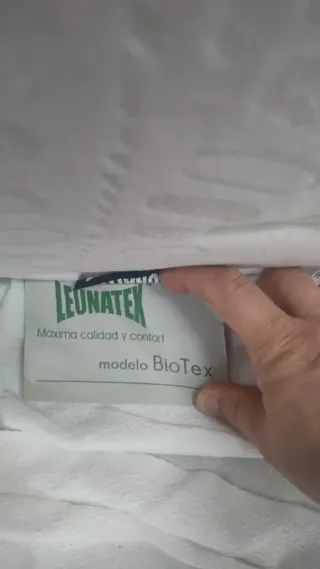 LEONATEX
Maxima calidad y confort
modelo BioTex